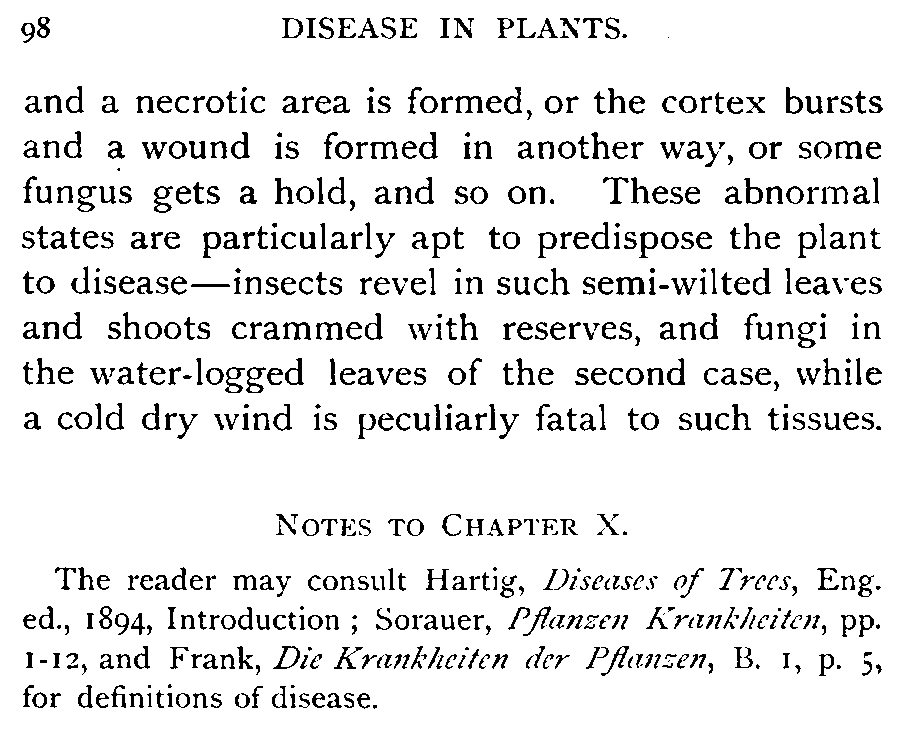 98 DISEASE IN PLANTS.
and a necrotic area is formed, or the cortex bursts
and a wound is formed in another way, or some
fungus gets a hold, and so on. These abnormal
states are particularly apt to predispose the plant
to disease—insects revel in such semi-wilted leaves
and shoots crammed with reserves, and fungi in
the water-logged leaves of the second case, while
a cold dry wind is peculiarly fatal to such tissues.
NOTES TO CHAPTER X.
The reader may consult Hartig, Diseases of Trees, Eng.
ed., 1894, Introduction ; Sorauer, Pflanzen Krankheiten, pp.
1-12, and Frank, Die Krankheiten der Pflanzen, B. 1, p. 5,
for definitions of disease.